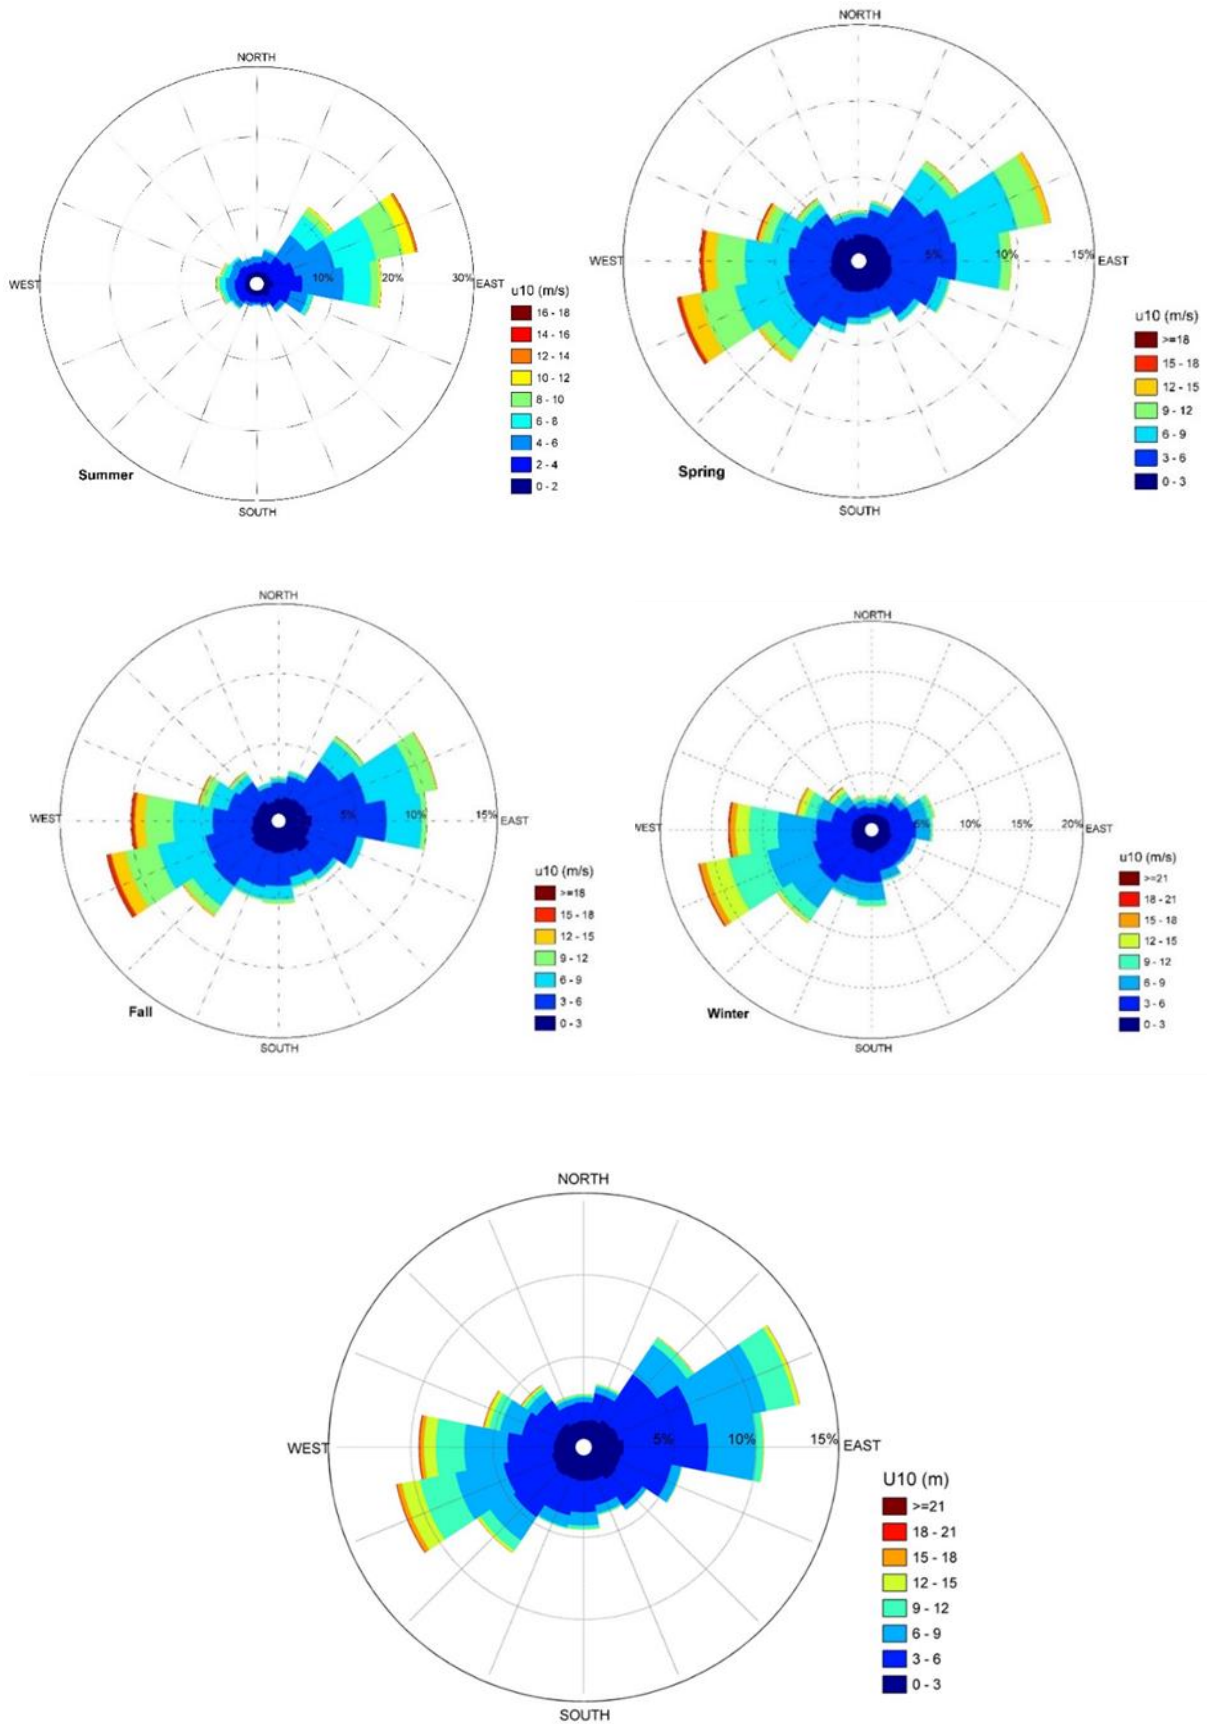 NORTH
WEST
10%
20%
30%
EAST
SOUTH
Summer
u10 (m/s)
16 - 18
14 - 16
12 - 14
10 - 12
8 - 10
6 - 8
4 - 6
2 - 4
0 - 2
NORTH
WEST
5%
10%
15%
EAST
SOUTH
Spring
u10 (m/s)
>=18
15 - 18
12 - 15
9 - 12
6 - 9
3 - 6
0 - 3
NORTH
WEST
5%
10%
15%
EAST
SOUTH
Fall
u10 (m/s)
>=18
15 - 18
12 - 15
9 - 12
6 - 9
3 - 6
0 - 3
NORTH
WEST
5%
10%
15%
20%
EAST
SOUTH
Winter
u10 (m/s)
>=21
18 - 21
15 - 18
12 - 15
9 - 12
6 - 9
3 - 6
0 - 3
NORTH
WEST
5%
10%
15%
EAST
SOUTH
U10 (m)
>=21
18 - 21
15 - 18
12 - 15
9 - 12
6 - 9
3 - 6
0 - 3